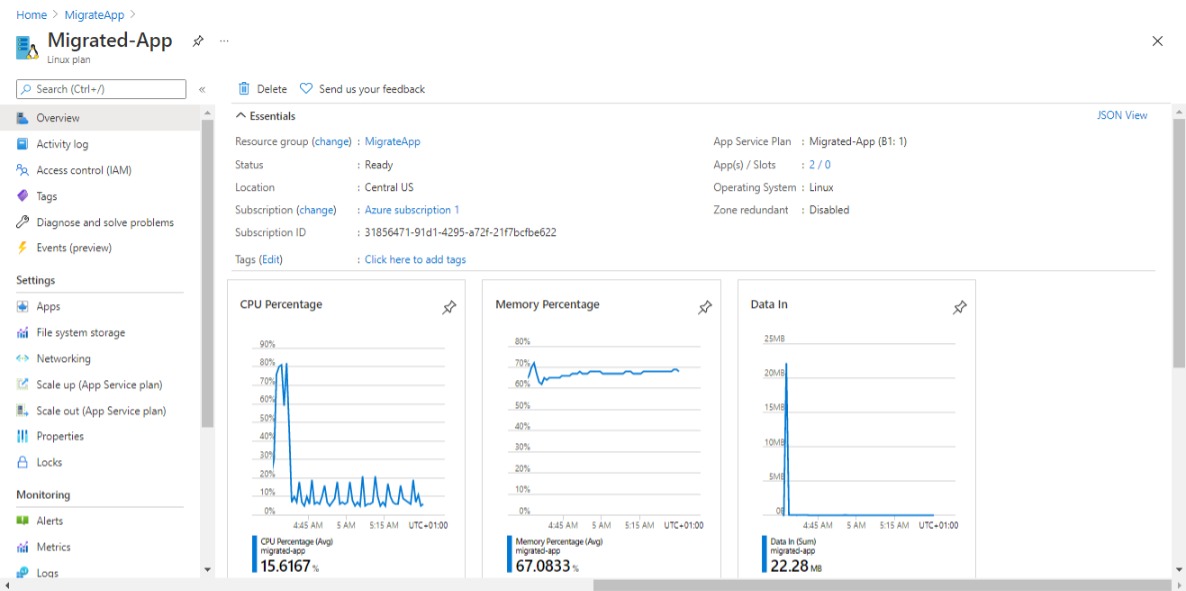 Home > MigrateApp >
Migrated-App ...
Linux plan
Search (Ctrl+/) «
Overview
Activity log
Access control (IAM)
Tags
Diagnose and solve problems
Events (preview)
Settings
Apps
File system storage
Networking
Scale up (App Service plan)
Scale out (App Service plan)
Properties
Locks
Monitoring
Alerts
Metrics
Logs
Delete Send us your feedback
Essentials JSON View
Resource group (change) : MigrateApp
Status : Ready
Location : Central US
Subscription (change) : Azure subscription 1
Subscription ID : 31856471-91d1-4295-a72f-21f7bcfbe622
Tags (Edit) : Click here to add tags
App Service Plan : Migrated-App (B1: 1)
App(s) / Slots : 2 / 0
Operating System : Linux
Zone redundant : Disabled
CPU Percentage
90%
80%
70%
60%
50%
40%
30%
20%
10%
0%
4:45 AM 5 AM 5:15 AM UTC+01:00
CPU Percentage (Avg)
migrated-app
15.6167 %
Memory Percentage
80%
70%
60%
50%
40%
30%
20%
10%
0%
4:45 AM 5 AM 5:15 AM UTC+01:00
Memory Percentage (Avg)
migrated-app
67.0833 %
Data In
25MB
20MB
15MB
10MB
5MB
0B
4:45 AM 5 AM 5:15 AM UTC+01:00
Data In (Sum)
migrated-app
22.28 MB